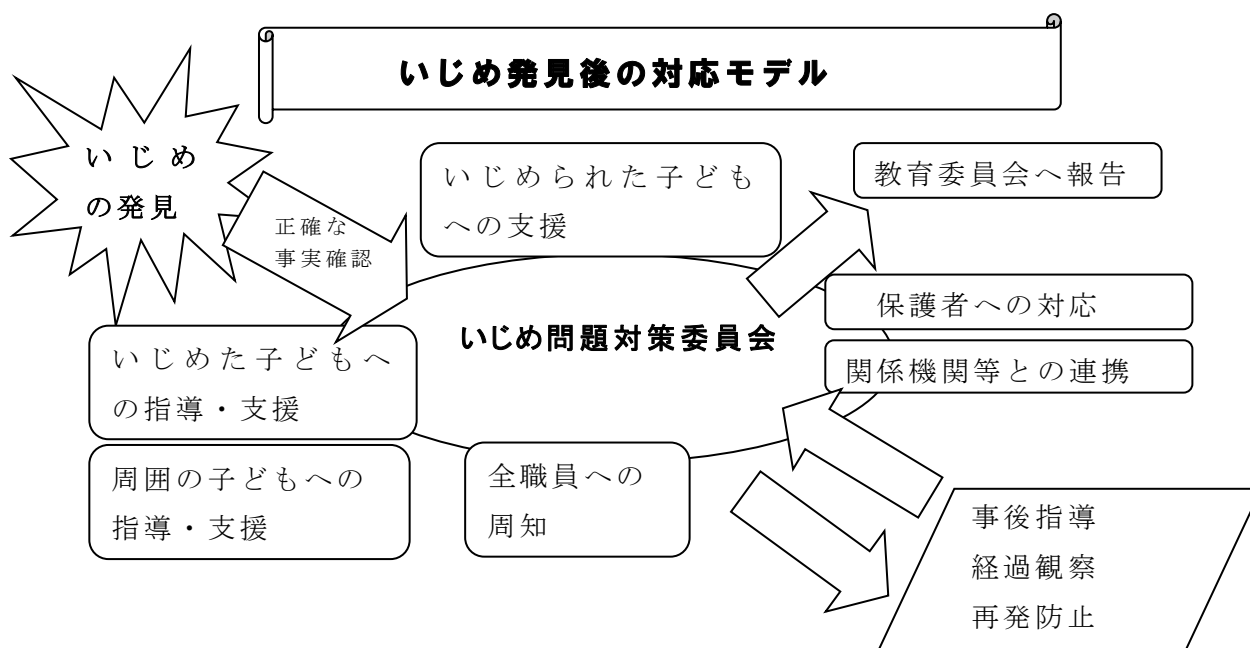 いじめ発見後の対応モデル
いじめ
の発見
正確な
事実確認
いじめられた子ども
への支援
教育委員会へ報告
保護者への対応
いじめ問題対策委員会
関係機関等との連携
いじめた子どもへ
の指導・支援
周囲の子どもへの
指導・支援
全職員への
周知
事後指導
経過観察
再発防止